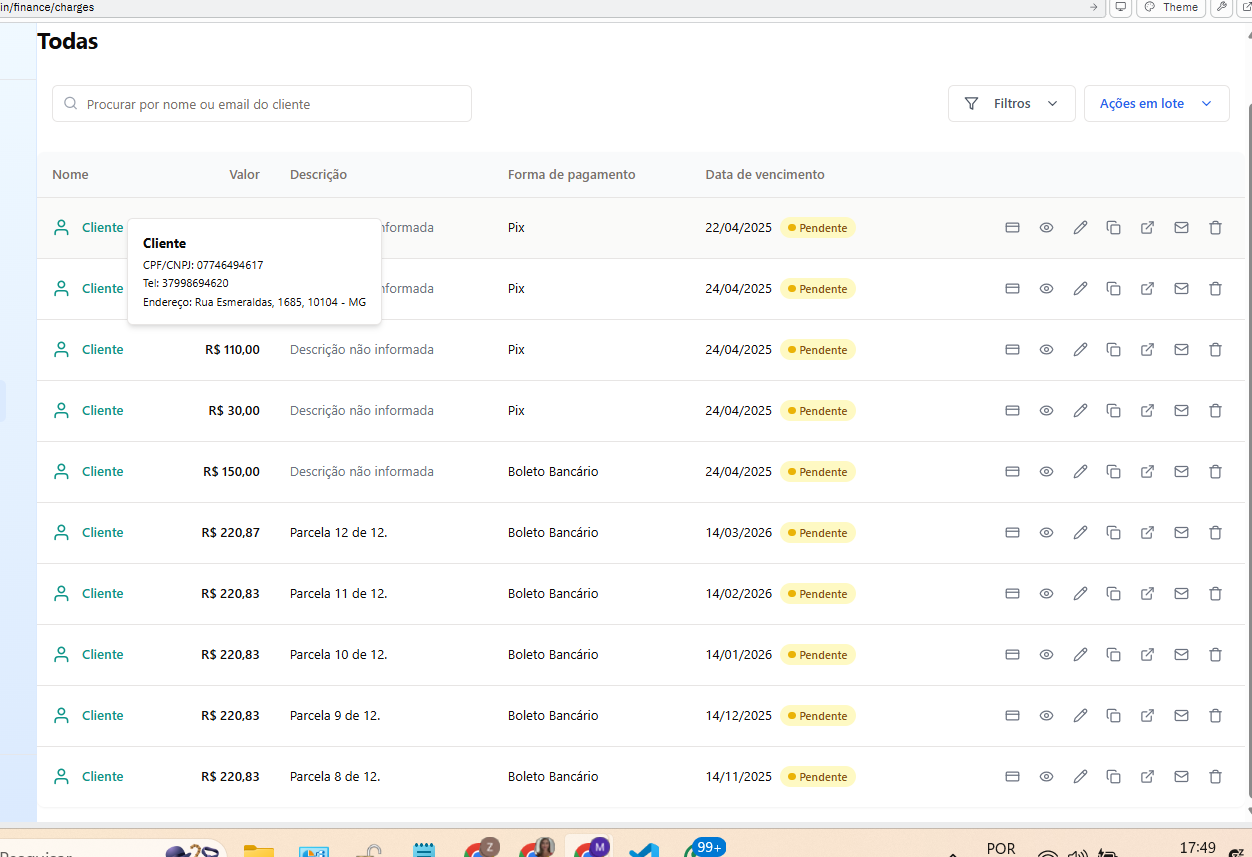 in/finance/charges
Theme
Todas
Procurar por nome ou email do cliente
Filtros
Ações em lote
Nome Valor Descrição Forma de pagamento Data de vencimento
Cliente nformada Pix 22/04/2025 Pendente
Cliente
CPF/CNPJ: 07746494617
Tel: 37998694620
Endereço: Rua Esmeraldas, 1685, 10104 - MG
Cliente nformada Pix 24/04/2025 Pendente
Cliente R$ 110,00 Descrição não informada Pix 24/04/2025 Pendente
Cliente R$ 30,00 Descrição não informada Pix 24/04/2025 Pendente
Cliente R$ 150,00 Descrição não informada Boleto Bancário 24/04/2025 Pendente
Cliente R$ 220,87 Parcela 12 de 12. Boleto Bancário 14/03/2026 Pendente
Cliente R$ 220,83 Parcela 11 de 12. Boleto Bancário 14/02/2026 Pendente
Cliente R$ 220,83 Parcela 10 de 12. Boleto Bancário 14/01/2026 Pendente
Cliente R$ 220,83 Parcela 9 de 12. Boleto Bancário 14/12/2025 Pendente
Cliente R$ 220,83 Parcela 8 de 12. Boleto Bancário 14/11/2025 Pendente
Pesquisar
Z
M
99+
POR
17:49